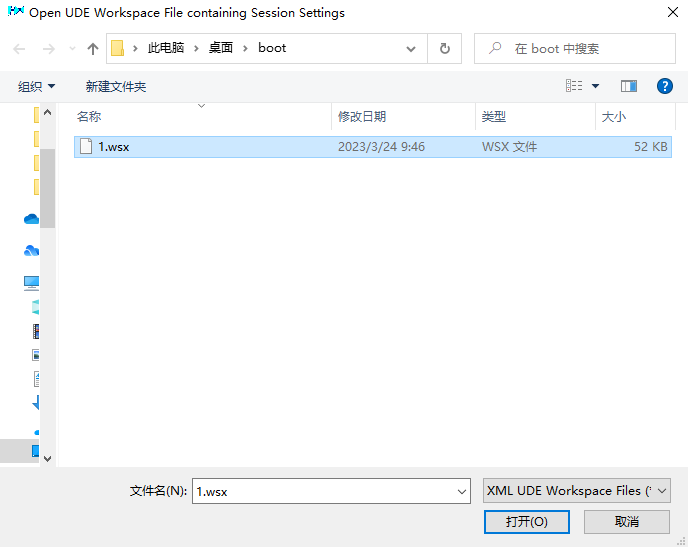 Open UDE Workspace File containing Session Settings
此电脑 桌面 boot
在 boot 中搜索
组织 新建文件夹
名称 修改日期 类型 大小
1.wsx 2023/3/24 9:46 WSX 文件 52 KB
文件名(N): 1.wsx XML UDE Workspace Files (*
打开(O) 取消